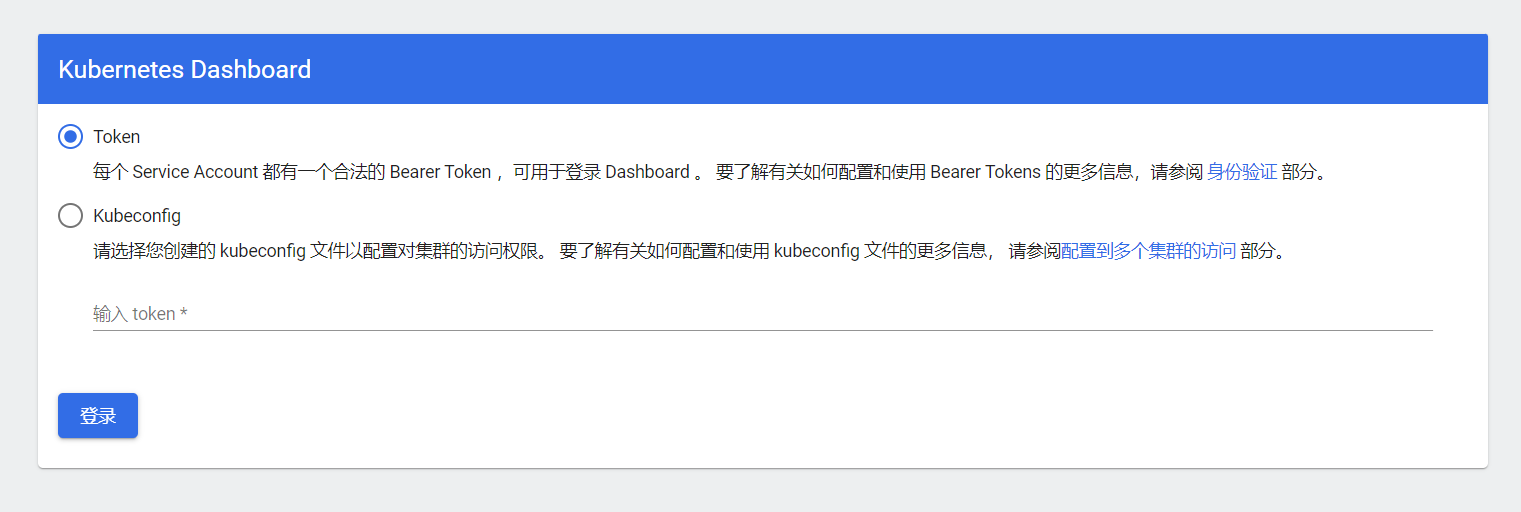 Kubernetes Dashboard
Token
每个 Service Account 都有一个合法的 Bearer Token ，可用于登录 Dashboard 。 要了解有关如何配置和使用 Bearer Tokens 的更多信息，请参阅 身份验证 部分。
Kubeconfig
请选择您创建的 kubeconfig 文件以配置对集群的访问权限。 要了解有关如何配置和使用 kubeconfig 文件的更多信息， 请参阅配置到多个集群的访问 部分。
输入 token *
登录